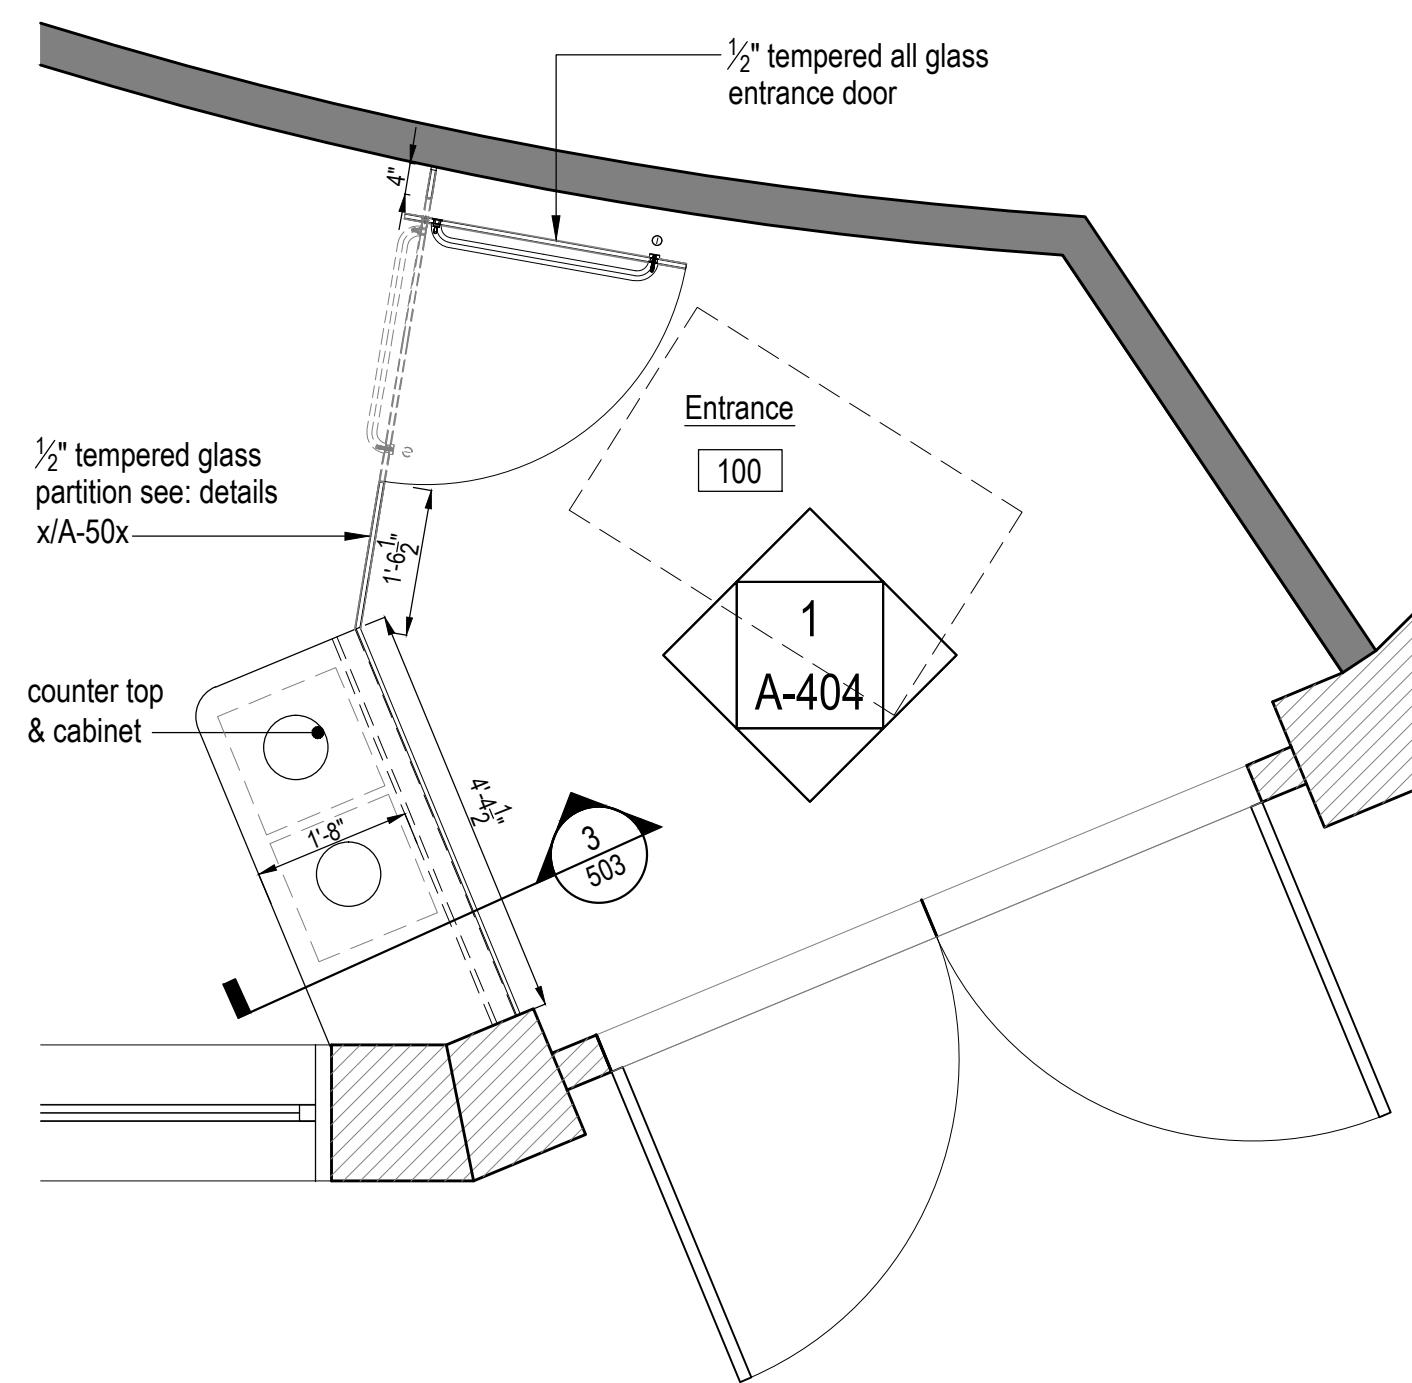 ½" tempered all glass
entrance door
4"
Entrance
100
½" tempered glass
partition see: details
x/A-50x
1'-6½"
1
A-404
counter top
& cabinet
4'-4½"
1'-8"
3
503